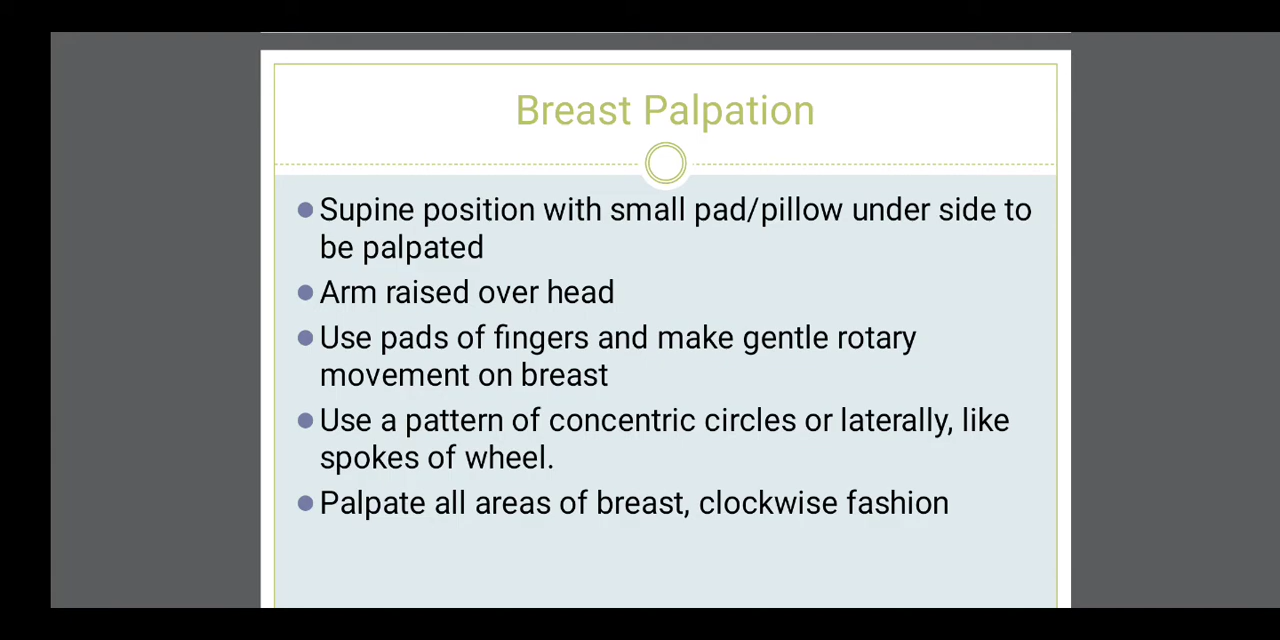 Breast Palpation
Supine position with small pad/pillow under side to
be palpated
Arm raised over head
Use pads of fingers and make gentle rotary
movement on breast
Use a pattern of concentric circles or laterally, like
spokes of wheel.
Palpate all areas of breast, clockwise fashion